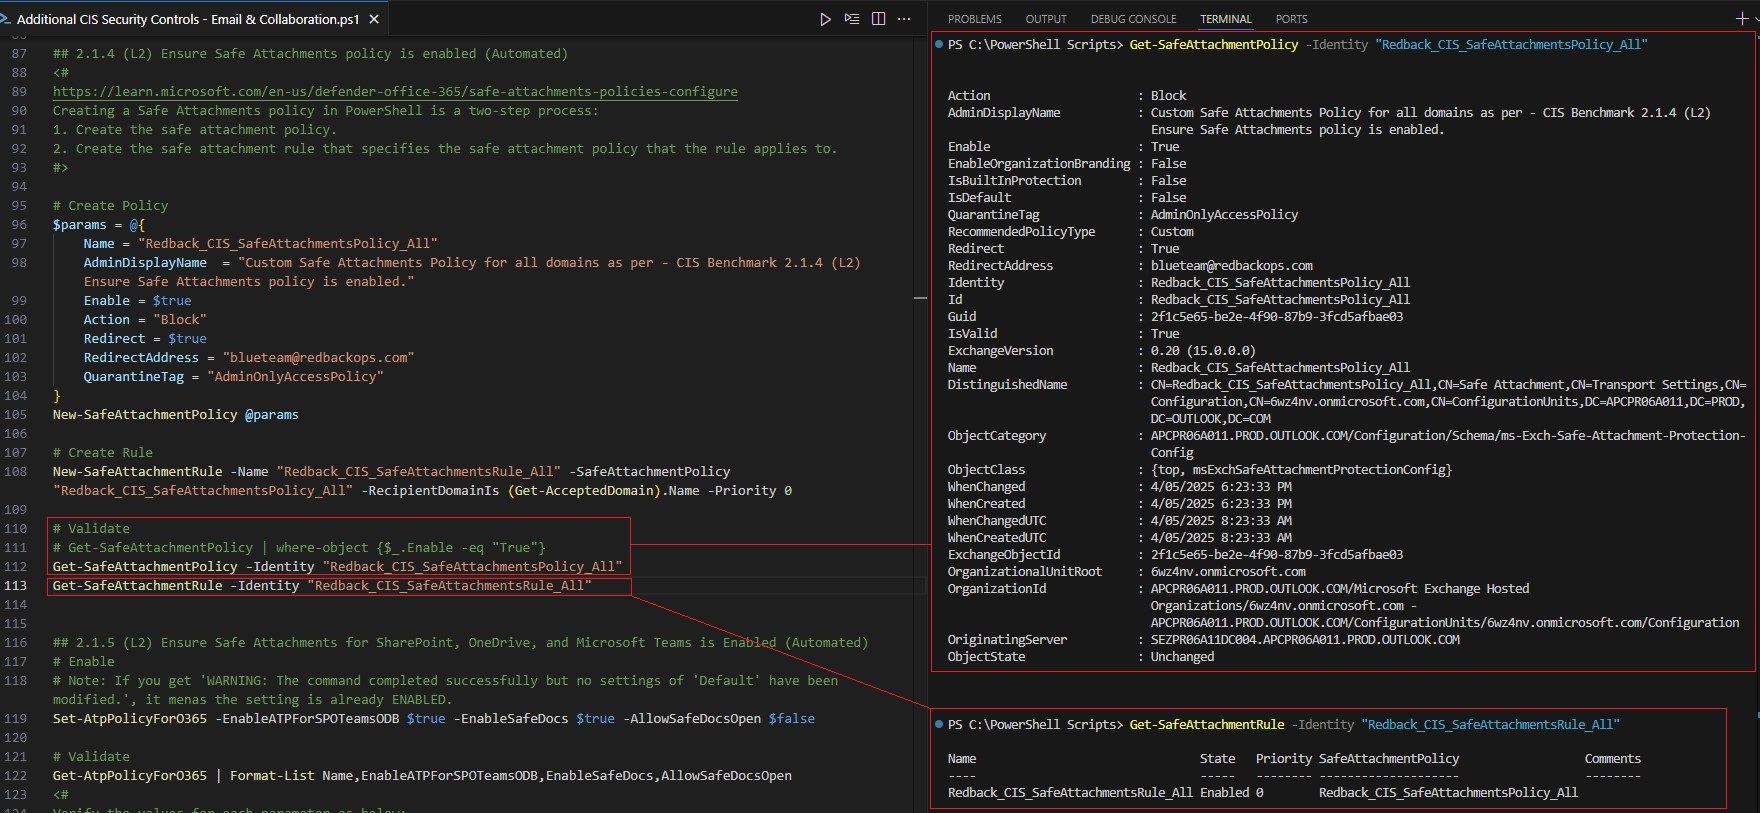 Additional CIS Security Controls - Email & Collaboration.ps1
87 ## 2.1.4 (L2) Ensure Safe Attachments policy is enabled (Automated)
88 <#
89 https://learn.microsoft.com/en-us/defender-office-365/safe-attachments-policies-configure
90 Creating a Safe Attachments policy in PowerShell is a two-step process:
91 1. Create the safe attachment policy.
92 2. Create the safe attachment rule that specifies the safe attachment policy that the rule applies to.
93 #>
94
95 # Create Policy
96 $params = @{
97 Name = "Redback_CIS_SafeAttachmentsPolicy_All"
98 AdminDisplayName = "Custom Safe Attachments Policy for all domains as per - CIS Benchmark 2.1.4 (L2)
Ensure Safe Attachments policy is enabled."
99 Enable = $true
100 Action = "Block"
101 Redirect = $true
102 RedirectAddress = "blueteam@redbackops.com"
103 QuarantineTag = "AdminOnlyAccessPolicy"
104 }
105 New-SafeAttachmentPolicy @params
106
107 # Create Rule
108 New-SafeAttachmentRule -Name "Redback_CIS_SafeAttachmentsRule_All" -SafeAttachmentPolicy
"Redback_CIS_SafeAttachmentsPolicy_All" -RecipientDomainIs (Get-AcceptedDomain).Name -Priority 0
109
110 # Validate
111 # Get-SafeAttachmentPolicy | where-object {$_.Enable -eq "True"}
112 Get-SafeAttachmentPolicy -Identity "Redback_CIS_SafeAttachmentsPolicy_All"
113 Get-SafeAttachmentRule -Identity "Redback_CIS_SafeAttachmentsRule_All"
114
115
116 ## 2.1.5 (L2) Ensure Safe Attachments for SharePoint, OneDrive, and Microsoft Teams is Enabled (Automated)
117 # Enable
118 # Note: If you get 'WARNING: The command completed successfully but no settings of 'Default' have been
modified.', it menas the setting is already ENABLED.
119 Set-AtpPolicyForO365 -EnableATPForSPOTeamsODB $true -EnableSafeDocs $true -AllowSafeDocsOpen $false
120
121 # Validate
122 Get-AtpPolicyForO365 | Format-List Name,EnableATPForSPOTeamsODB,EnableSafeDocs,AllowSafeDocsOpen
123 <#
124 Verify the values for each parameter as below:
PROBLEMS OUTPUT DEBUG CONSOLE TERMINAL PORTS
PS C:\PowerShell Scripts> Get-SafeAttachmentPolicy -Identity "Redback_CIS_SafeAttachmentsPolicy_All"
Action : Block
AdminDisplayName : Custom Safe Attachments Policy for all domains as per - CIS Benchmark 2.1.4 (L2)
Ensure Safe Attachments policy is enabled.
Enable : True
EnableOrganizationBranding : False
IsBuiltInProtection : False
IsDefault : False
QuarantineTag : AdminOnlyAccessPolicy
RecommendedPolicyType : Custom
Redirect : True
RedirectAddress : blueteam@redbackops.com
Identity : Redback_CIS_SafeAttachmentsPolicy_All
Id : Redback_CIS_SafeAttachmentsPolicy_All
Guid : 2f1c5e65-be2e-4f90-87b9-3fcd5afbae03
IsValid : True
ExchangeVersion : 0.20 (15.0.0.0)
Name : Redback_CIS_SafeAttachmentsPolicy_All
DistinguishedName : CN=Redback_CIS_SafeAttachmentsPolicy_All,CN=Safe Attachment,CN=Transport Settings,CN=
Configuration,CN=6wz4nv.onmicrosoft.com,CN=ConfigurationUnits,DC=APCPR06A011,DC=PROD,
DC=OUTLOOK,DC=COM
ObjectCategory : APCPR06A011.PROD.OUTLOOK.COM/Configuration/Schema/ms-Exch-Safe-Attachment-Protection-
Config
ObjectClass : {top, msExchSafeAttachmentProtectionConfig}
WhenChanged : 4/05/2025 6:23:33 PM
WhenCreated : 4/05/2025 6:23:33 PM
WhenChangedUTC : 4/05/2025 8:23:33 AM
WhenCreatedUTC : 4/05/2025 8:23:33 AM
ExchangeObjectId : 2f1c5e65-be2e-4f90-87b9-3fcd5afbae03
OrganizationalUnitRoot : 6wz4nv.onmicrosoft.com
OrganizationId : APCPR06A011.PROD.OUTLOOK.COM/Microsoft Exchange Hosted
Organizations/6wz4nv.onmicrosoft.com -
APCPR06A011.PROD.OUTLOOK.COM/ConfigurationUnits/6wz4nv.onmicrosoft.com/Configuration
OriginatingServer : SEZPR06A11DC004.APCPR06A011.PROD.OUTLOOK.COM
ObjectState : Unchanged
PS C:\PowerShell Scripts> Get-SafeAttachmentRule -Identity "Redback_CIS_SafeAttachmentsRule_All"
Name State Priority SafeAttachmentPolicy Comments
---- ----- -------- -------------------- --------
Redback_CIS_SafeAttachmentsRule_All Enabled 0 Redback_CIS_SafeAttachmentsPolicy_All